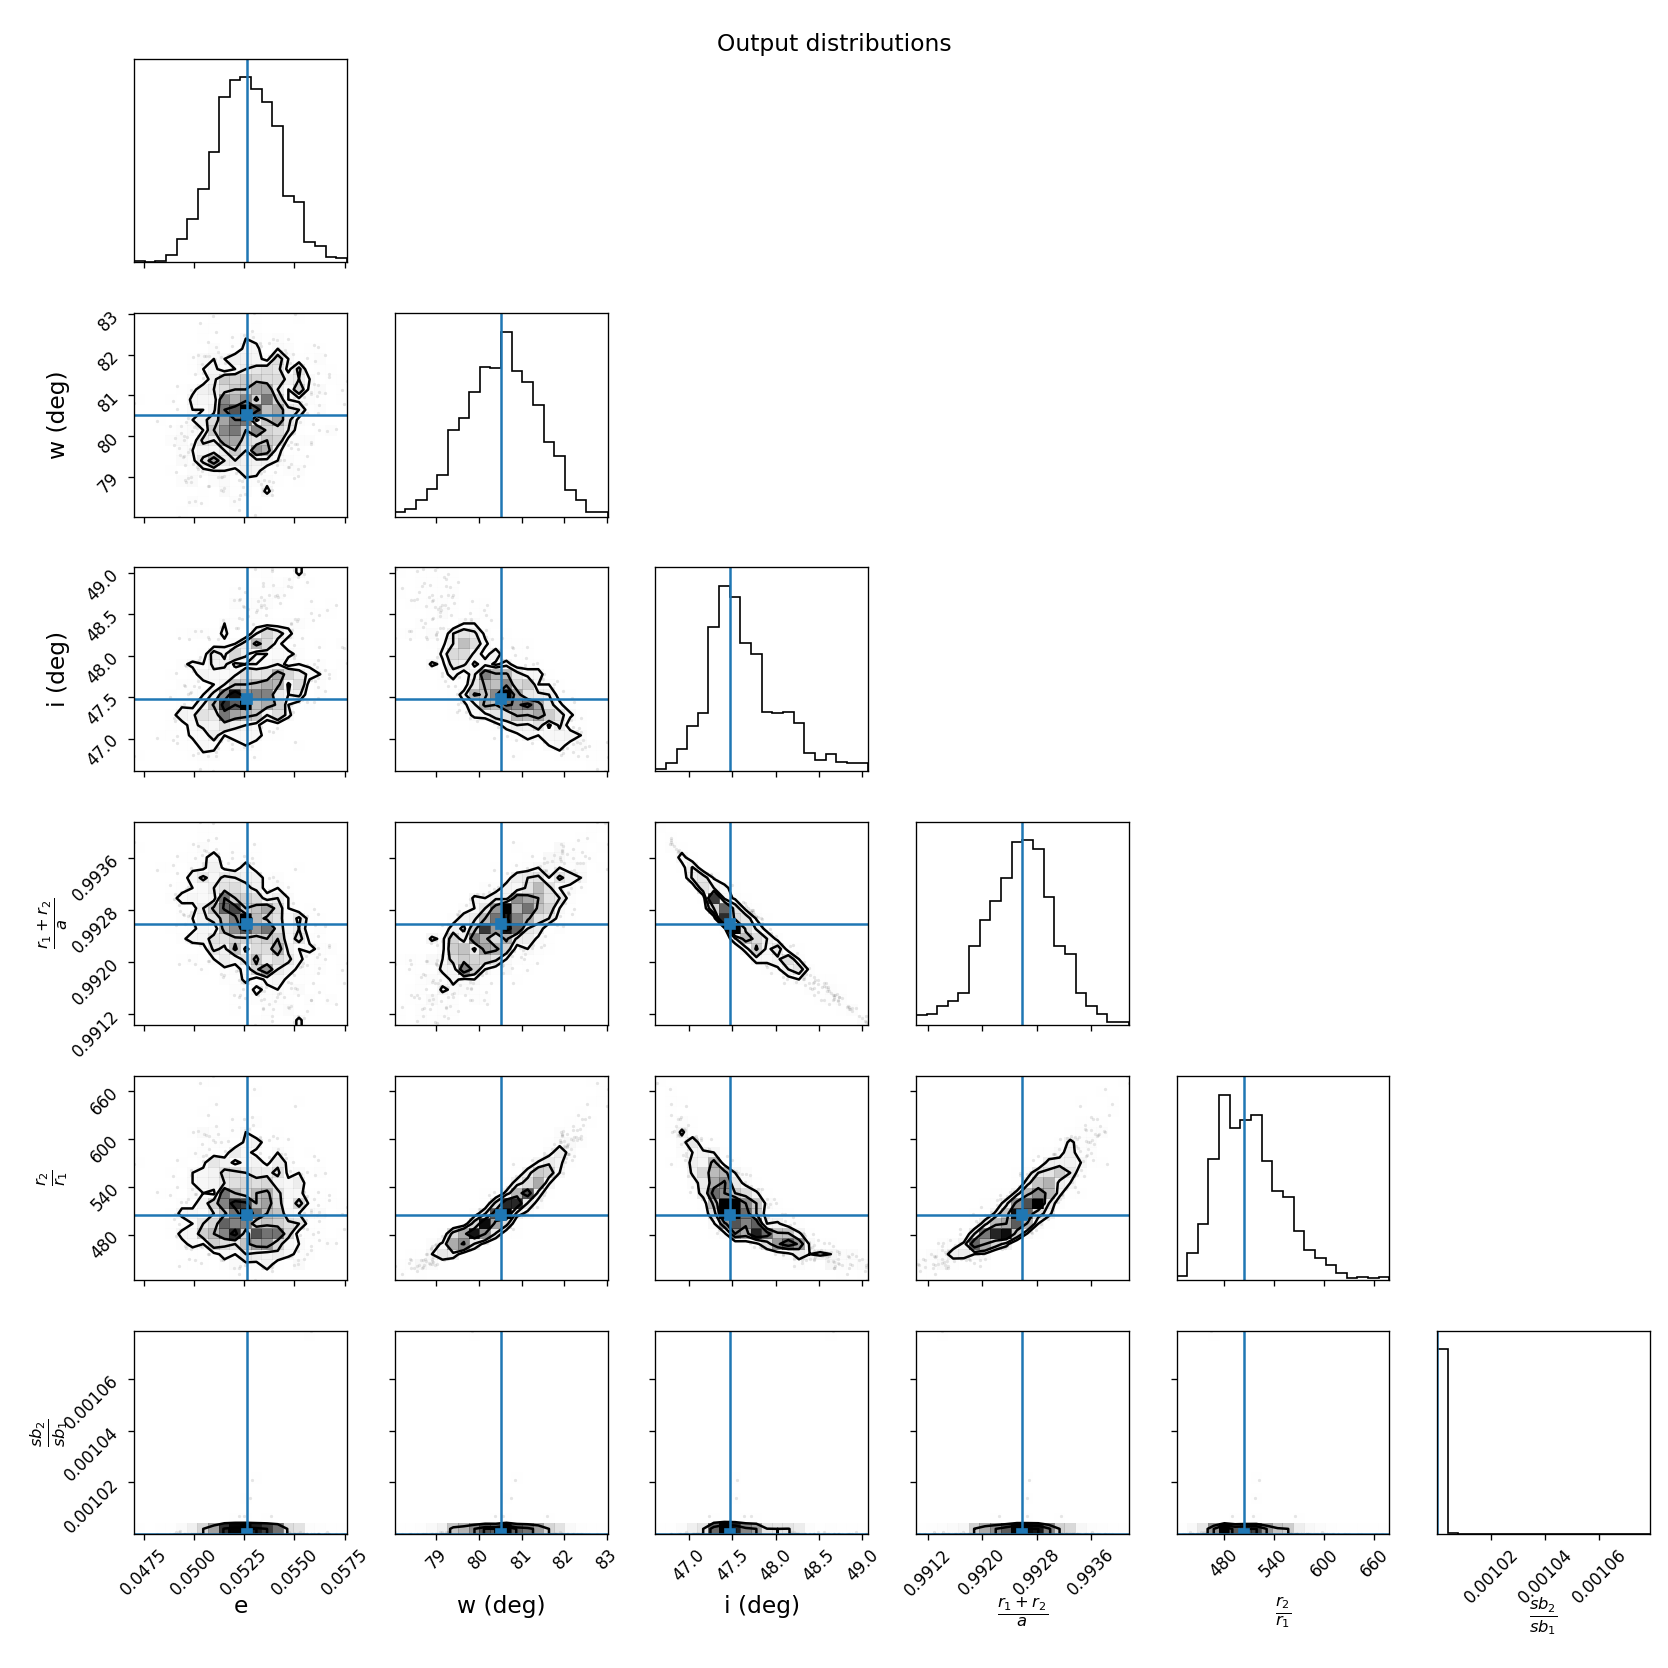 Output distributions
83
82
81
80
79
w (deg)
49.0
48.5
48.0
47.5
47.0
i (deg)
0.9936
0.9928
0.9920
0.9912
r₁ + r₂
a
660
600
540
480
r₂
r₁
0.00106
0.00104
0.00102
sb₂
sb₁
0.0475 0.0500 0.0525 0.0550 0.0575
e
79 80 81 82 83
w (deg)
47.0 47.5 48.0 48.5 49.0
i (deg)
0.9912 0.9920 0.9928 0.9936
r₁ + r₂
a
480 540 600 660
r₂
r₁
0.00102 0.00104 0.00106
sb₂
sb₁